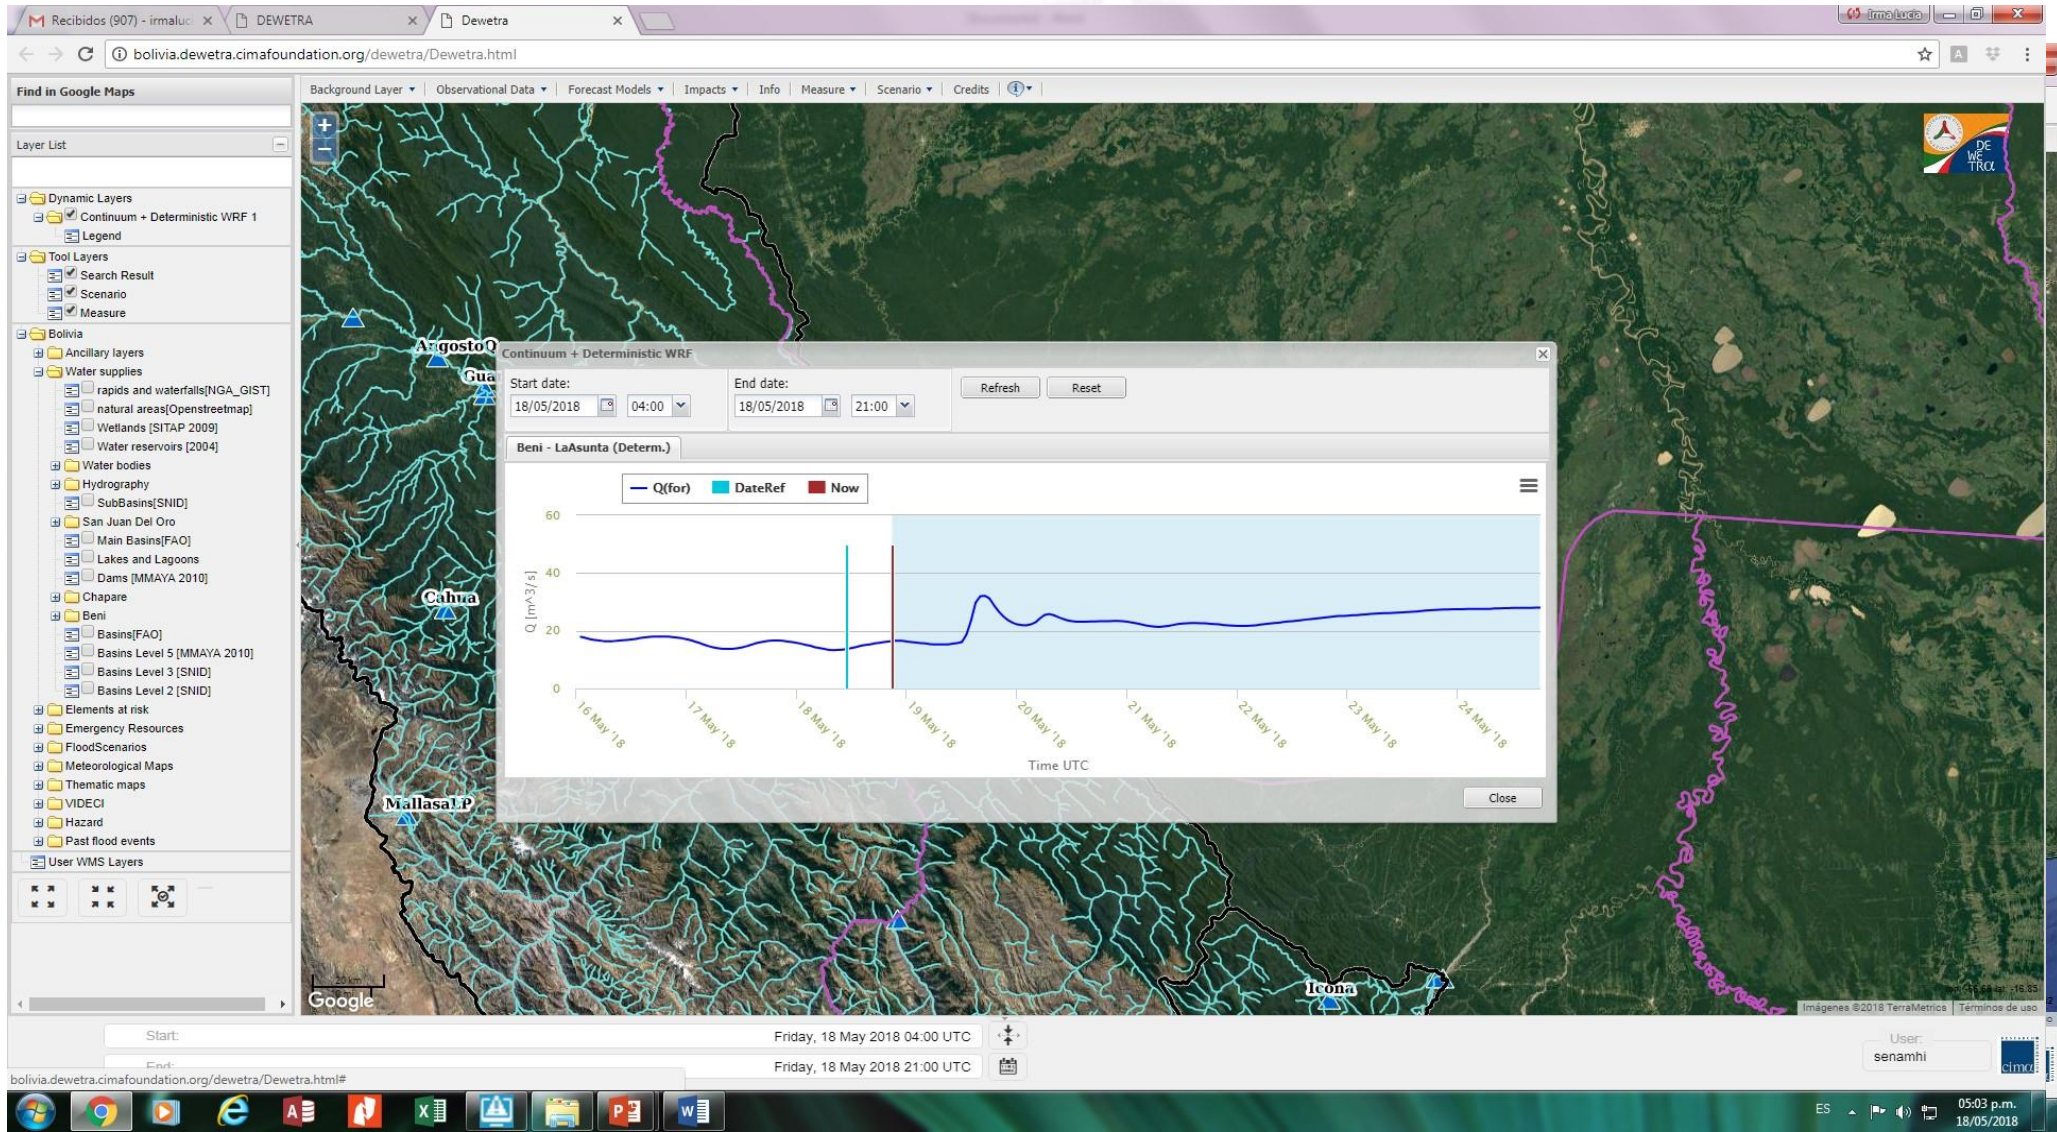 Recibidos (907) - irmaluc
DEWETRA
Dewetra
Irma Lucia
bolivia.dewetra.cimafoundation.org/dewetra/Dewetra.html
Find in Google Maps
Background Layer
Observational Data
Forecast Models
Impacts
Info
Measure
Scenario
Credits
Layer List
Dynamic Layers
Continuum + Deterministic WRF 1
Legend
Tool Layers
Search Result
Scenario
Measure
Bolivia
Ancillary layers
Water supplies
rapids and waterfalls[NGA_GIST]
natural areas[Openstreetmap]
Wetlands [SITAP 2009]
Water reservoirs [2004]
Water bodies
Hydrography
SubBasins[SNID]
San Juan Del Oro
Main Basins[FAO]
Lakes and Lagoons
Dams [MMAYA 2010]
Chapare
Beni
Basins[FAO]
Basins Level 5 [MMAYA 2010]
Basins Level 3 [SNID]
Basins Level 2 [SNID]
Elements at risk
Emergency Resources
FloodScenarios
Meteorological Maps
Thematic maps
VIDECI
Hazard
Past flood events
User WMS Layers
DEWETRα
AngostoQ
Gua
Cahua
MallasaLP
Icona
Continuum + Deterministic WRF
Start date:
End date:
18/05/2018
04:00
18/05/2018
21:00
Refresh
Reset
Beni - LaAsunta (Determ.)
Q(for)
DateRef
Now
60
40
20
0
Q [m^3/s]
16 May '18
17 May '18
18 May '18
19 May '18
20 May '18
21 May '18
22 May '18
23 May '18
24 May '18
Time UTC
Close
20 km
Google
Imágenes ©2018 TerraMetrics
Términos de uso
Start:
Friday, 18 May 2018 04:00 UTC
End:
Friday, 18 May 2018 21:00 UTC
User:
senamhi
cimα
bolivia.dewetra.cimafoundation.org/dewetra/Dewetra.html#
ES
05:03 p.m.
18/05/2018